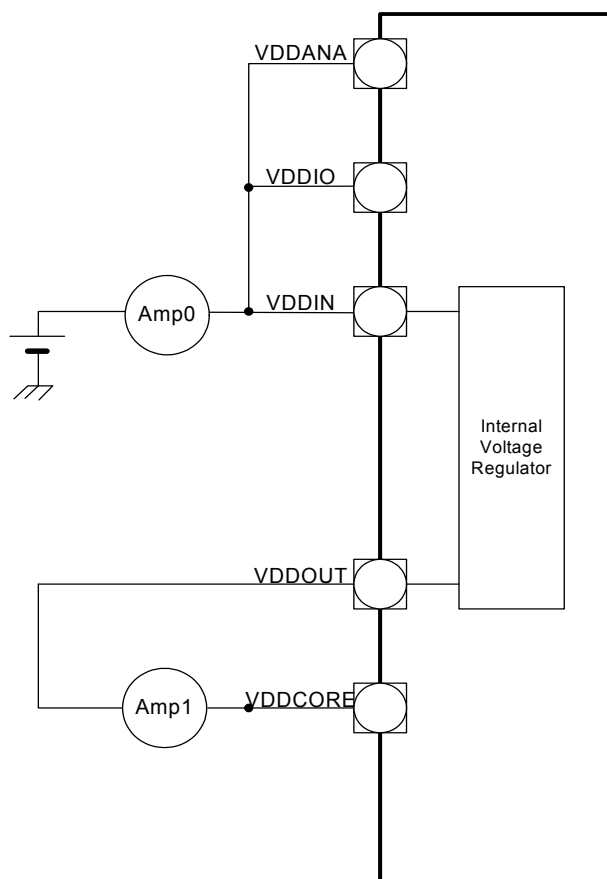 VDDANA
VDDIO
VDDIN
Amp0
Internal
Voltage
Regulator
VDDOUT
Amp1
VDDCORE